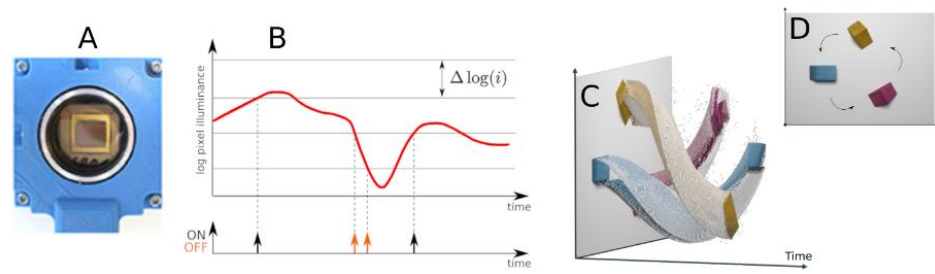 A
B
Δ log(i)
log pixel illuminance
time
ON
OFF
time
C
Time
D